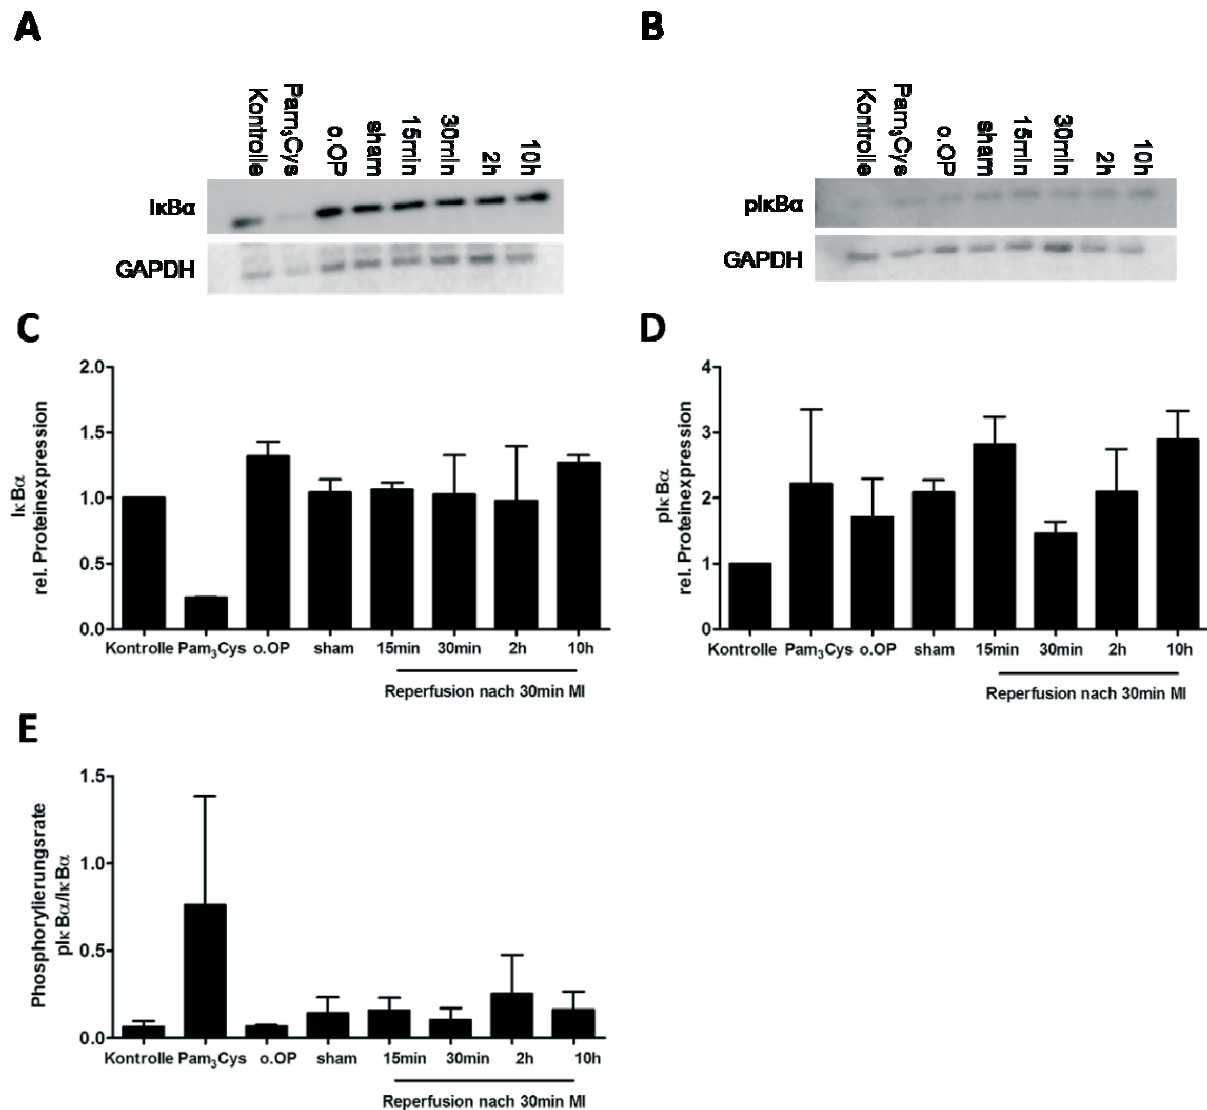 A
B
Kontrolle
Pam3Cys
o.OP
sham
15min
30min
2h
10h
Kontrolle
Pam3Cys
o.OP
sham
15min
30min
2h
10h
IκBα
GAPDH
pIκBα
GAPDH
C
D
2.0
1.5
1.0
0.5
0.0
IκBα
rel. Proteinexpression
Kontrolle Pam3Cys o.OP sham 15min 30min 2h 10h
Reperfusion nach 30min MI
4
3
2
1
0
pIκBα
rel. Proteinexpression
Kontrolle Pam3Cys o.OP sham 15min 30min 2h 10h
Reperfusion nach 30min MI
E
1.5
1.0
0.5
0.0
Phosphorylierungsrate
pIκBα/IκBα
Kontrolle Pam3Cys o.OP sham 15min 30min 2h 10h
Reperfusion nach 30min MI